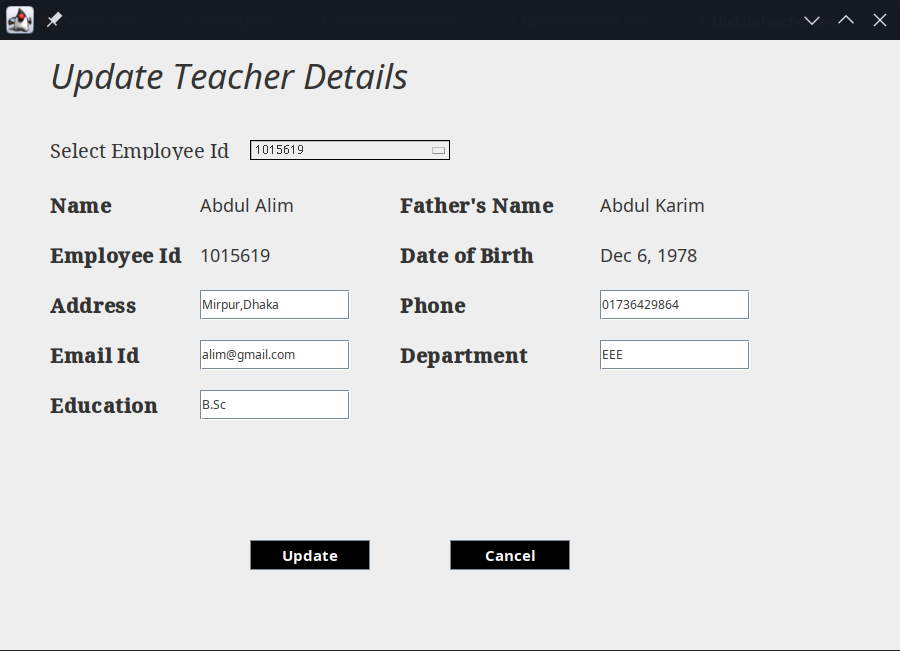 Update Teacher Details
Select Employee Id 1015619
Name Abdul Alim Father's Name Abdul Karim
Employee Id 1015619 Date of Birth Dec 6, 1978
Address Mirpur,Dhaka Phone 01736429864
Email Id alim@gmail.com Department EEE
Education B.Sc
Update Cancel